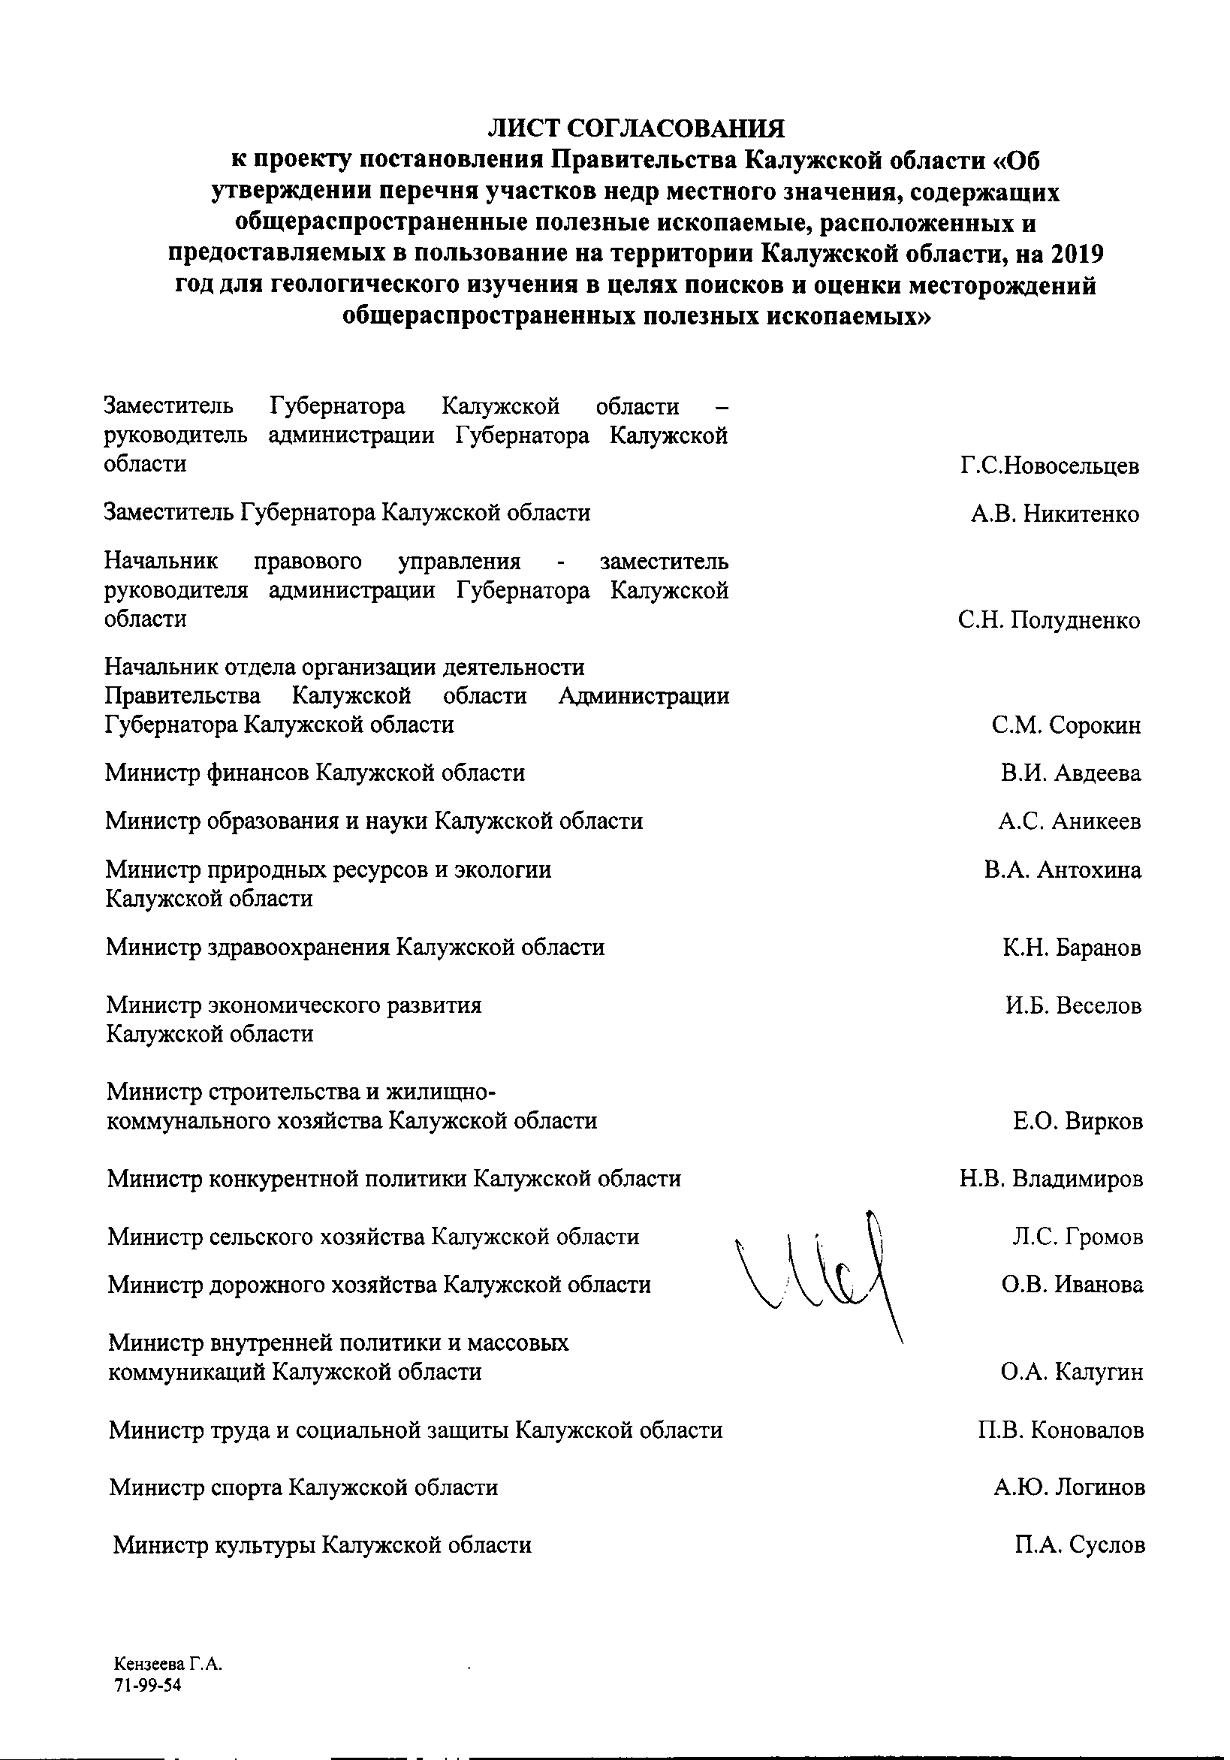 ЛИСТ СОГЛАСОВАНИЯ
к проекту постановления Правительства Калужской области «Об
утверждении перечня участков недр местного значения, содержащих
общераспространенные полезные ископаемые, расположенных и
предоставляемых в пользование на территории Калужской области, на 2019
год для геологического изучения в целях поисков и оценки месторождений
общераспространенных полезных ископаемых»
Заместитель Губернатора Калужской области –
руководитель администрации Губернатора Калужской
области Г.С.Новосельцев
Заместитель Губернатора Калужской области А.В. Никитенко
Начальник правового управления - заместитель
руководителя администрации Губернатора Калужской
области С.Н. Полудненко
Начальник отдела организации деятельности
Правительства Калужской области Администрации
Губернатора Калужской области С.М. Сорокин
Министр финансов Калужской области В.И. Авдеева
Министр образования и науки Калужской области А.С. Аникеев
Министр природных ресурсов и экологии В.А. Антохина
Калужской области
Министр здравоохранения Калужской области К.Н. Баранов
Министр экономического развития И.Б. Веселов
Калужской области
Министр строительства и жилищно-
коммунального хозяйства Калужской области Е.О. Вирков
Министр конкурентной политики Калужской области Н.В. Владимиров
Министр сельского хозяйства Калужской области Л.С. Громов
Министр дорожного хозяйства Калужской области О.В. Иванова
Министр внутренней политики и массовых
коммуникаций Калужской области О.А. Калугин
Министр труда и социальной защиты Калужской области П.В. Коновалов
Министр спорта Калужской области А.Ю. Логинов
Министр культуры Калужской области П.А. Суслов
Кензеева Г.А.
71-99-54